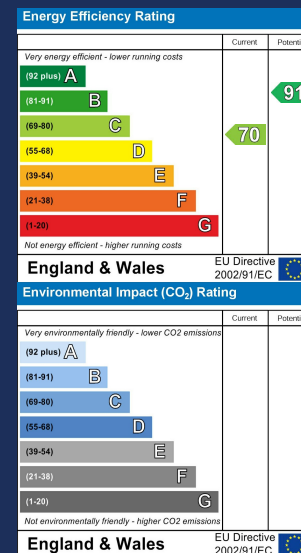 Energy Efficiency Rating
Current Potenti
Very energy efficient - lower running costs
(92 plus) A
(81-91) B
(69-80) C
(55-68) D
(39-54) E
(21-38) F
(1-20) G
70
91
Not energy efficient - higher running costs
England & Wales
EU Directive
2002/91/EC
Environmental Impact (CO₂) Rating
Current Potenti
Very environmentally friendly - lower CO2 emissions
(92 plus) A
(81-91) B
(69-80) C
(55-68) D
(39-54) E
(21-38) F
(1-20) G
Not environmentally friendly - higher CO2 emissions
England & Wales
EU Directive
2002/91/EC